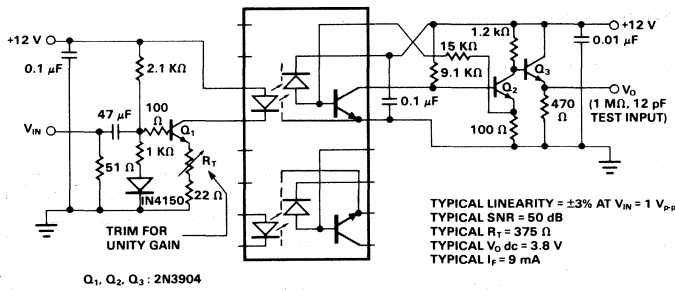 +12 V
0.1 µF
2.1 KΩ
47 µF
100
Ω
Q₁
V_IN
51 Ω
1 KΩ
R_T
IN4150
22 Ω
TRIM FOR
UNITY GAIN
Q₁, Q₂, Q₃ : 2N3904
1.2 kΩ
+12 V
15 KΩ
0.01 µF
Q₃
9.1 KΩ
Q₂
V_O
0.1 µF
470
Ω
(1 MΩ, 12 pF
TEST INPUT)
100 Ω
TYPICAL LINEARITY = ±3% AT V_IN = 1 V_p-p
TYPICAL SNR = 50 dB
TYPICAL R_T = 375 Ω
TYPICAL V_O dc = 3.8 V
TYPICAL I_F = 9 mA